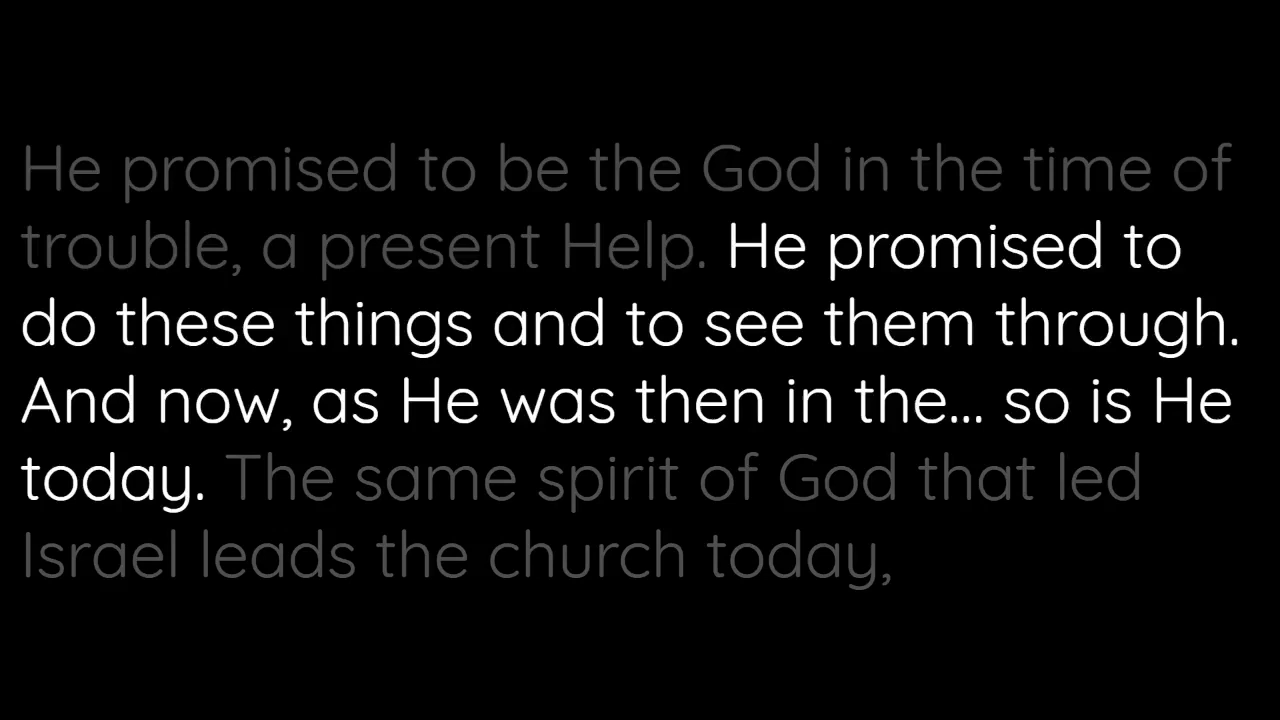 He promised to be the God in the time of
trouble, a present Help. He promised to
do these things and to see them through.
And now, as He was then in the... so is He
today. The same spirit of God that led
Israel leads the church today,